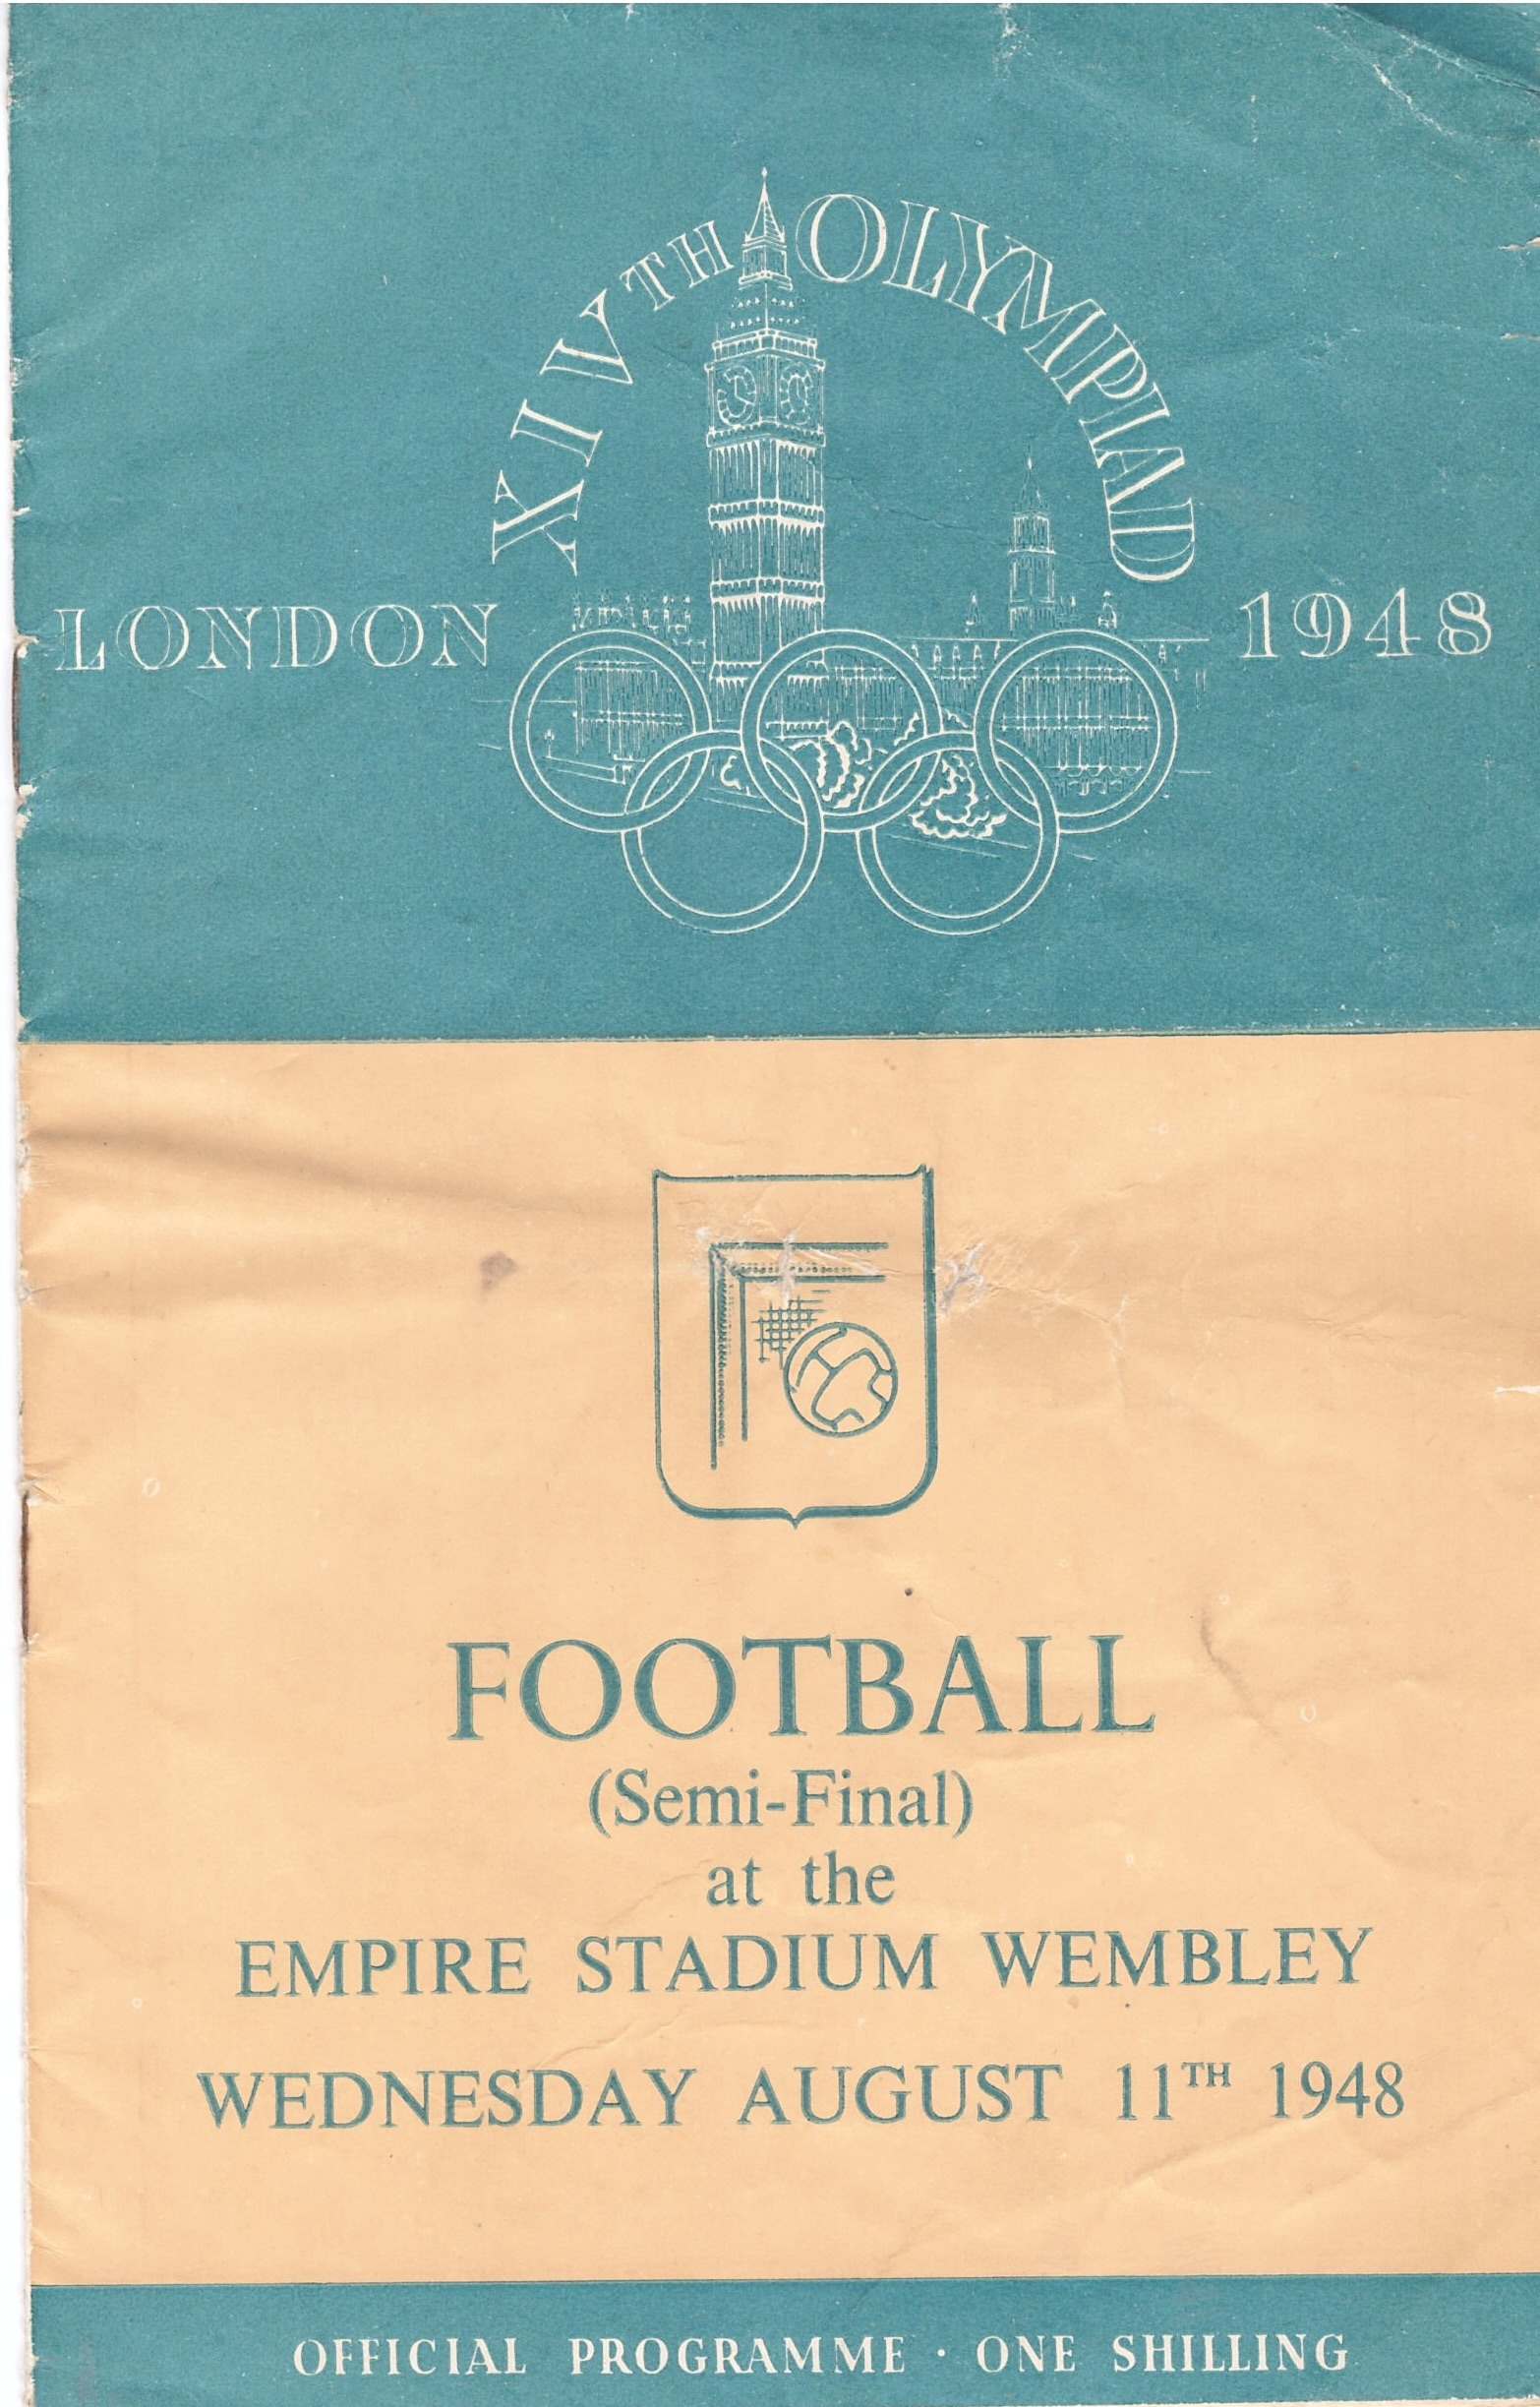 XIVTH OLYMPIAD
LONDON 1948
FOOTBALL
(Semi-Final)
at the
EMPIRE STADIUM WEMBLEY
WEDNESDAY AUGUST 11TH 1948
OFFICIAL PROGRAMME · ONE SHILLING